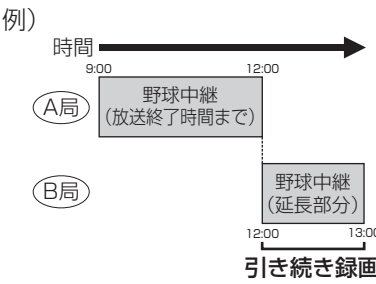 例）
時間
9:00 12:00
A局
野球中継
（放送終了時間まで）
B局
野球中継
（延長部分）
12:00 13:00
引き続き録画